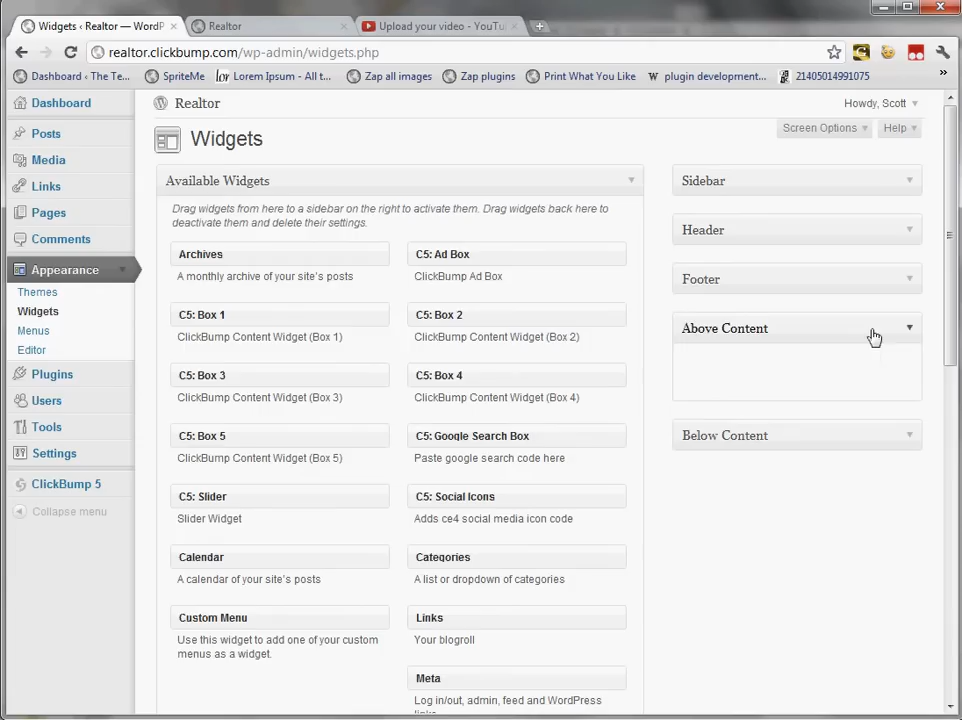 Widgets ‹ Realtor — WordP
Realtor
Upload your video - YouTu
realtor.clickbump.com/wp-admin/widgets.php
Dashboard ‹ The Te...
SpriteMe
lor Lorem Ipsum - All t...
Zap all images
Zap plugins
Print What You Like
W plugin development...
21405014991075
»
Dashboard
Posts
Media
Links
Pages
Comments
Appearance
Themes
Widgets
Menus
Editor
Plugins
Users
Tools
Settings
ClickBump 5
Collapse menu
Realtor
Howdy, Scott
Screen Options
Help
Widgets
Available Widgets
Drag widgets from here to a sidebar on the right to activate them. Drag widgets back here to
deactivate them and delete their settings.
Archives
A monthly archive of your site's posts
C5: Ad Box
ClickBump Ad Box
C5: Box 1
ClickBump Content Widget (Box 1)
C5: Box 2
ClickBump Content Widget (Box 2)
C5: Box 3
ClickBump Content Widget (Box 3)
C5: Box 4
ClickBump Content Widget (Box 4)
C5: Box 5
ClickBump Content Widget (Box 5)
C5: Google Search Box
Paste google search code here
C5: Slider
Slider Widget
C5: Social Icons
Adds ce4 social media icon code
Calendar
A calendar of your site's posts
Categories
A list or dropdown of categories
Custom Menu
Use this widget to add one of your custom
menus as a widget.
Links
Your blogroll
Meta
Log in/out, admin, feed and WordPress
Sidebar
Header
Footer
Above Content
Below Content